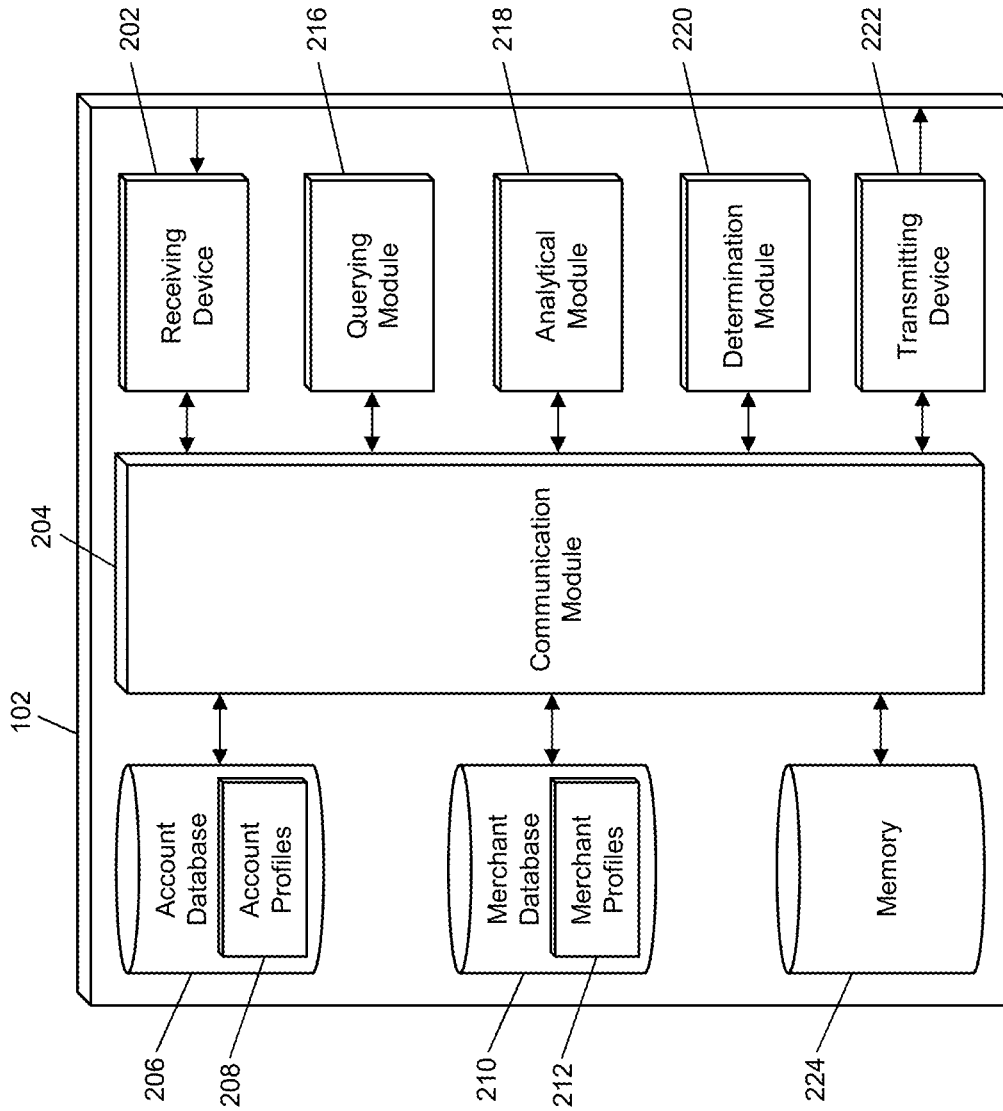 102
204
206
Account
Database
Account
Profiles
208
210
Merchant
Database
Merchant
Profiles
212
Memory
224
Communication
Module
Receiving
Device
202
Querying
Module
216
Analytical
Module
218
Determination
Module
220
Transmitting
Device
222